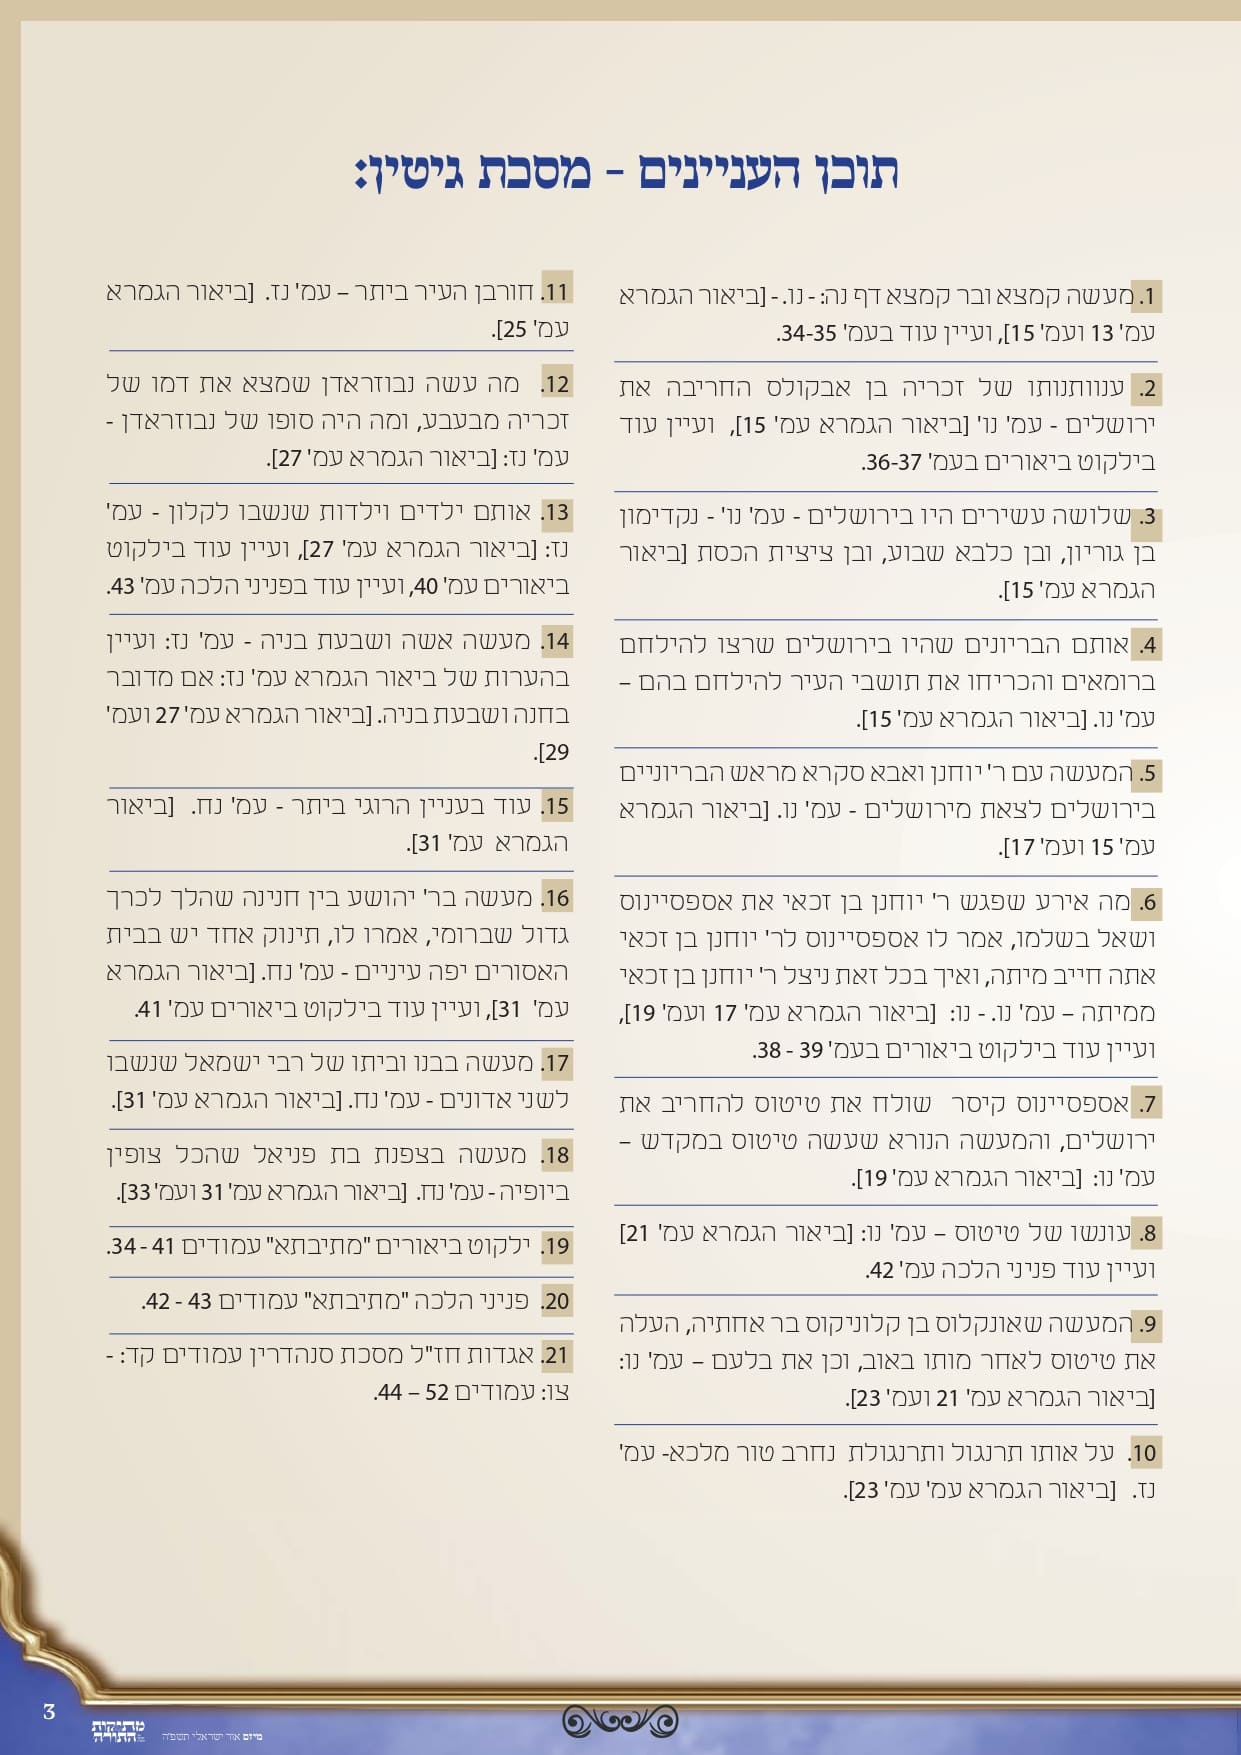 תוכן העניינים – מסכת גיטין:
1. מעשה קמצא ובר קמצא דף נה: - נו. - [ביאור הגמרא
עמ' 13 ועמ' 15], ועיין עוד בעמ' 34-35.
2. ענוותנותו של זכריה בן אבקולס החריבה את
ירושלים - עמ' נו' [ביאור הגמרא עמ' 15], ועיין עוד
בילקוט ביאורים בעמ' 36-37.
3. שלושה עשירים היו בירושלים - עמ' נו' - נקדימון
בן גוריון, ובן כלבא שבוע, ובן ציצית הכסת [ביאור
הגמרא עמ' 15].
4. אותם הבריונים שהיו בירושלים שרצו להילחם
ברומאים והכריחו את תושבי העיר להילחם בהם –
עמ' נו. [ביאור הגמרא עמ' 15].
5. המעשה עם ר' יוחנן ואבא סקרא מראש הבריוניים
בירושלים לצאת מירושלים - עמ' נו. [ביאור הגמרא
עמ' 15 ועמ' 17].
6. מה אירע שפגש ר' יוחנן בן זכאי את אספסיינוס
ושאל בשלמו, אמר לו אספסיינוס לר' יוחנן בן זכאי
אתה חייב מיתה, ואיך בכל זאת ניצל ר' יוחנן בן זכאי
ממיתה – עמ' נו. - נו: [ביאור הגמרא עמ' 17 ועמ' 19],
ועיין עוד בילקוט ביאורים בעמ' 39 - 38.
7. אספסיינוס קיסר שולח את טיטוס להחריב את
ירושלים, והמעשה הנורא שעשה טיטוס במקדש –
עמ' נו: [ביאור הגמרא עמ' 19].
8. עונשו של טיטוס – עמ' נו: [ביאור הגמרא עמ' 21]
ועיין עוד פניני הלכה עמ' 42.
9. המעשה שאונקלוס בן קלוניקוס בר אחתיה, העלה
את טיטוס לאחר מותו באוב, וכן את בלעם – עמ' נו:
[ביאור הגמרא עמ' 21 ועמ' 23].
10. על אותו תרנגול ותרנגולת נחרב טור מלכא- עמ'
נז. [ביאור הגמרא עמ' עמ' 23].
11. חורבן העיר ביתר – עמ' נז. [ביאור הגמרא
עמ' 25].
12. מה עשה נבוזראדן שמצא את דמו של
זכריה מבעבע, ומה היה סופו של נבוזראדן -
עמ' נז: [ביאור הגמרא עמ' 27].
13. אותם ילדים וילדות שנשבו לקלון - עמ'
נז: [ביאור הגמרא עמ' 27], ועיין עוד בילקוט
ביאורים עמ' 40, ועיין עוד בפניני הלכה עמ' 43.
14. מעשה אשה ושבעת בניה - עמ' נז: ועיין
בהערות של ביאור הגמרא עמ' נז: אם מדובר
בחנה ושבעת בניה. [ביאור הגמרא עמ' 27 ועמ'
29].
15. עוד בעניין הרוגי ביתר - עמ' נח. [ביאור
הגמרא עמ' 31].
16. מעשה בר' יהושע בין חנינה שהלך לכרך
גדול שברומי, אמרו לו, תינוק אחד יש בבית
האסורים יפה עיניים - עמ' נח. [ביאור הגמרא
עמ' 31], ועיין עוד בילקוט ביאורים עמ' 41.
17. מעשה בבנו וביתו של רבי ישמאל שנשבו
לשני אדונים - עמ' נח. [ביאור הגמרא עמ' 31].
18. מעשה בצפנת בת פניאל שהכל צופין
ביופיה - עמ' נח. [ביאור הגמרא עמ' 31 ועמ' 33].
19. ילקוט ביאורים "מתיבתא" עמודים 41 - 34.
20. פניני הלכה "מתיבתא" עמודים 43 - 42.
21. אגדות חז"ל מסכת סנהדרין עמודים קד: -
צו: עמודים 52 – 44.
3
מתיקות
התורה
מיזם אור ישראלי תשפ"ה